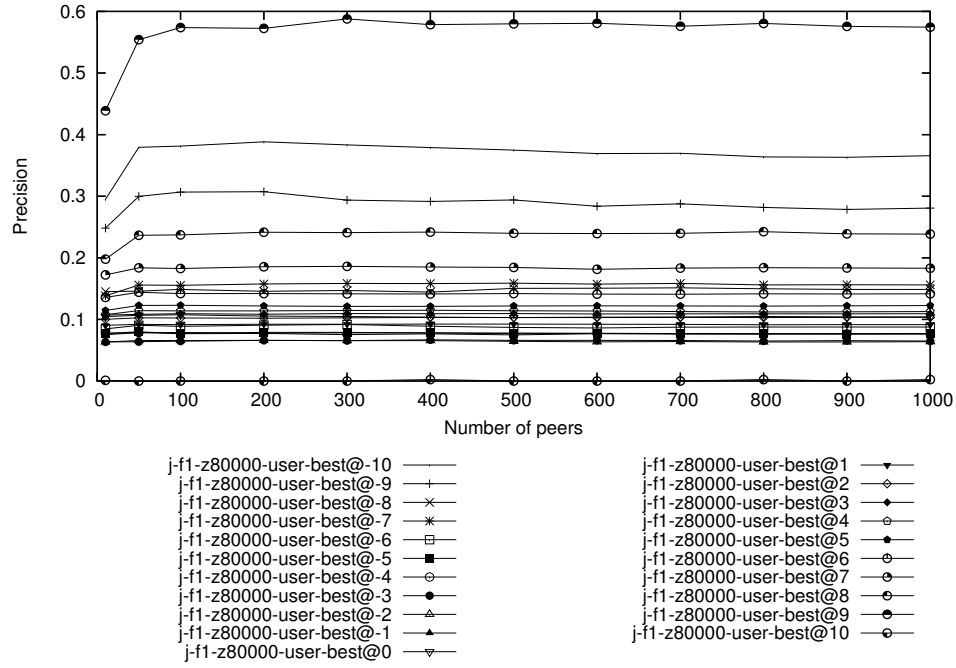 0.6
0.5
0.4
0.3
0.2
0.1
0
Precision
0 100 200 300 400 500 600 700 800 900 1000
Number of peers
j-f1-z80000-user-best@-10
j-f1-z80000-user-best@-9
j-f1-z80000-user-best@-8
j-f1-z80000-user-best@-7
j-f1-z80000-user-best@-6
j-f1-z80000-user-best@-5
j-f1-z80000-user-best@-4
j-f1-z80000-user-best@-3
j-f1-z80000-user-best@-2
j-f1-z80000-user-best@-1
j-f1-z80000-user-best@0
j-f1-z80000-user-best@1
j-f1-z80000-user-best@2
j-f1-z80000-user-best@3
j-f1-z80000-user-best@4
j-f1-z80000-user-best@5
j-f1-z80000-user-best@6
j-f1-z80000-user-best@7
j-f1-z80000-user-best@8
j-f1-z80000-user-best@9
j-f1-z80000-user-best@10